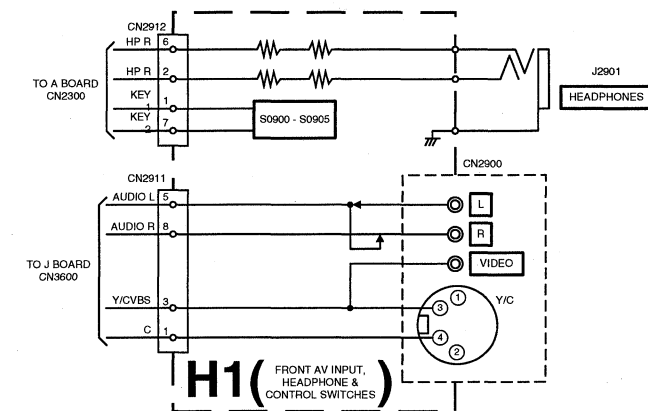 CN2912
HP R 6
HP R 2
KEY 1 1
KEY 2 7
TO A BOARD
CN2300
S0900 - S0905
J2901
HEADPHONES
CN2900
CN2911
AUDIO L 5
AUDIO R 8
TO J BOARD
CN3600
Y/CVBS 3
C 1
L
R
VIDEO
Y/C
1
3
4
2
H1 ( FRONT AV INPUT,
HEADPHONE &
CONTROL SWITCHES )